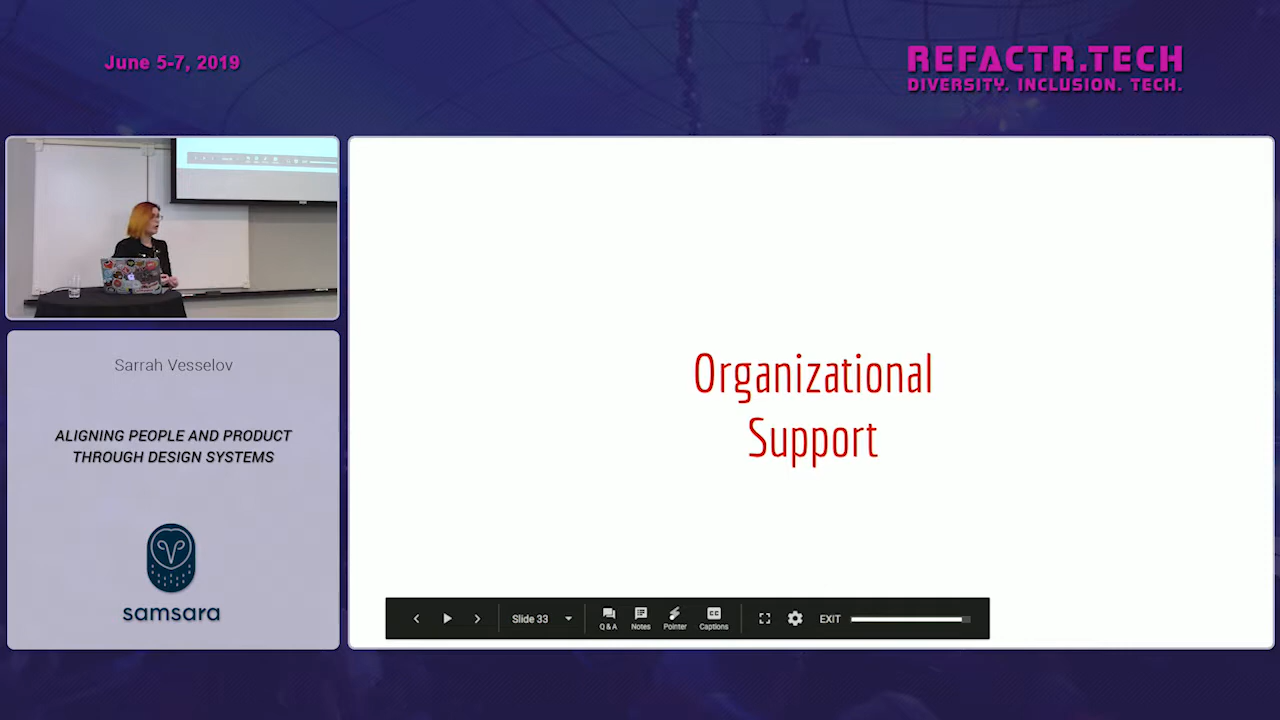 June 5-7, 2019
REFACTR.TECH
DIVERSITY. INCLUSION. TECH.
Sarrah Vesselov
ALIGNING PEOPLE AND PRODUCT
THROUGH DESIGN SYSTEMS
samsara
Organizational
Support
Slide 33
Q & A
Notes
Pointer
Captions
EXIT